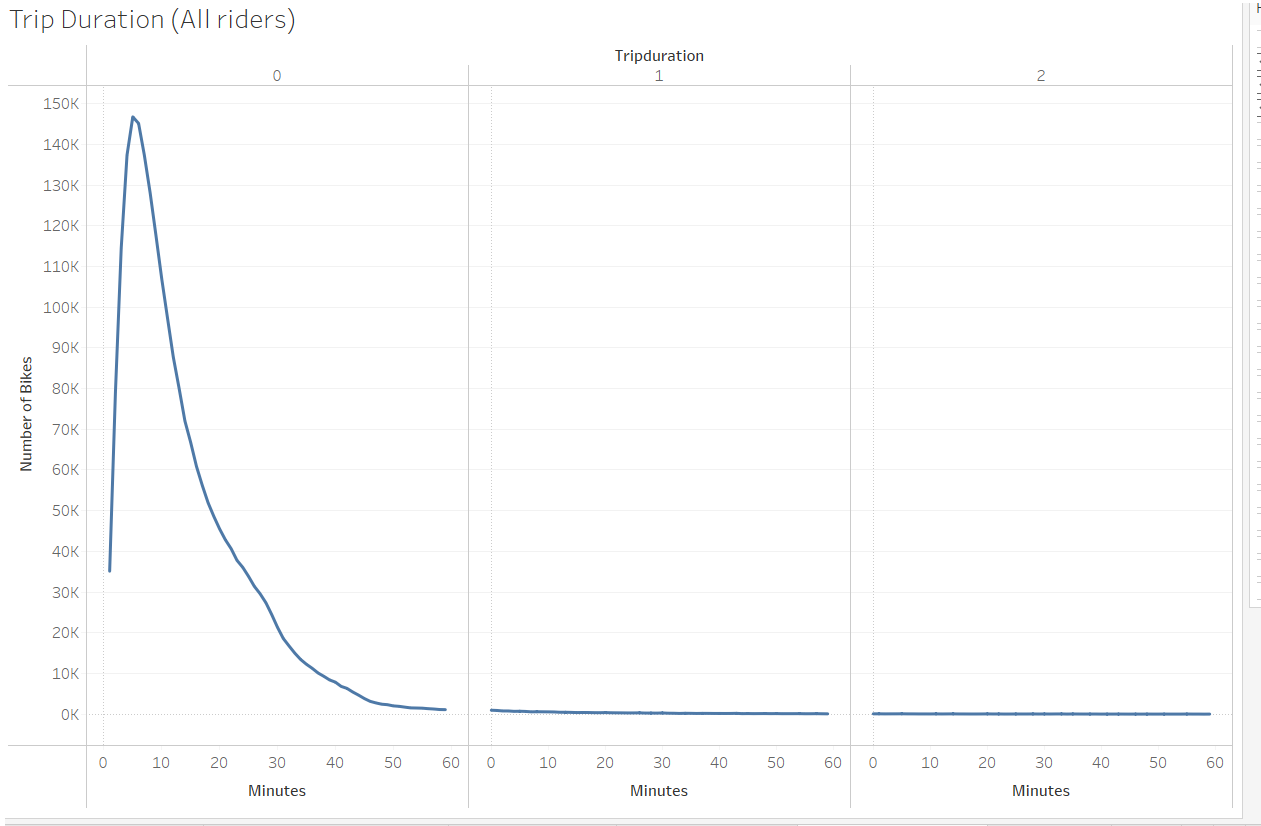 Trip Duration (All riders)
Tripduration
0 1 2
150K
140K
130K
120K
110K
100K
90K
80K
70K
60K
50K
40K
30K
20K
10K
0K
Number of Bikes
0 10 20 30 40 50 60 0 10 20 30 40 50 60 0 10 20 30 40 50 60
Minutes Minutes Minutes